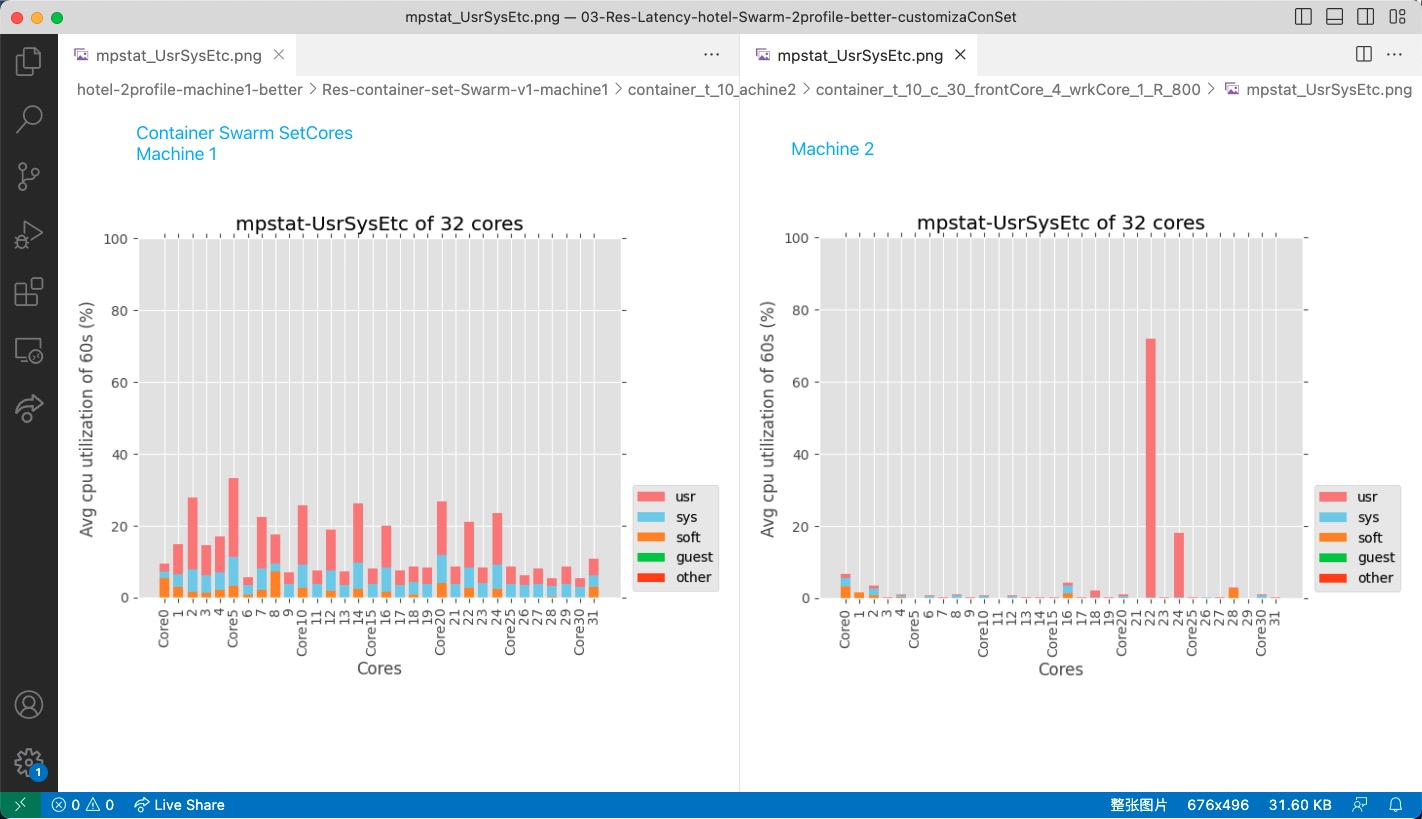 mpstat_UsrSysEtc.png — 03-Res-Latency-hotel-Swarm-2profile-better-customizaConSet
mpstat_UsrSysEtc.png
hotel-2profile-machine1-better > Res-container-set-Swarm-v1-machine1 > container_t_10_
Container Swarm SetCores
Machine 1
mpstat-UsrSysEtc of 32 cores
Avg cpu utilization of 60s (%)
100
80
60
40
20
0
Core0 1 2 3 4 Core5 6 7 8 9 Core10 11 12 13 14 Core15 16 17 18 19 Core20 21 22 23 24 Core25 26 27 28 29 Core30 31
Cores
usr
sys
soft
guest
other
mpstat_UsrSysEtc.png
achine2 > container_t_10_c_30_frontCore_4_wrkCore_1_R_800 > mpstat_UsrSysEtc.png
Machine 2
mpstat-UsrSysEtc of 32 cores
Avg cpu utilization of 60s (%)
100
80
60
40
20
0
Core0 1 2 3 4 Core5 6 7 8 9 Core10 11 12 13 14 Core15 16 17 18 19 Core20 21 22 23 24 Core25 26 27 28 29 Core30 31
Cores
usr
sys
soft
guest
other
1
0 0 Live Share
整张图片 676x496 31.60 KB